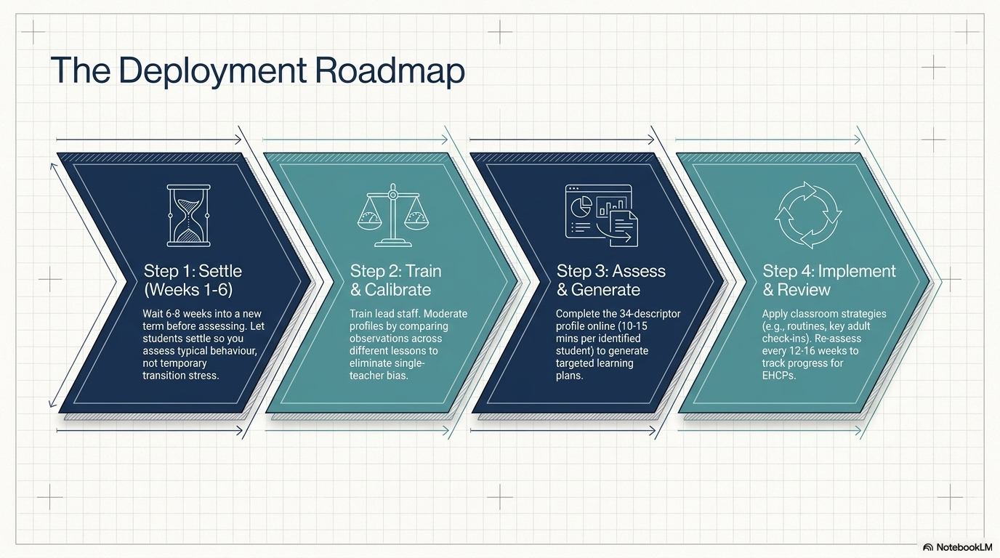 The Deployment Roadmap
Step 1: Settle
(Weeks 1-6)
Wait 6-8 weeks into a new
term before assessing. Let
students settle so you
assess typical behaviour,
not temporary
transition stress.
Step 2: Train
& Calibrate
Train lead staff. Moderate
profiles by comparing
observations across
different lessons to
eliminate single-
teacher bias.
Step 3: Assess
& Generate
Complete the 34-descriptor
profile online (10-15
mins per identified
student) to generate
targeted learning
plans.
Step 4: Implement
& Review
Apply classroom strategies
(e.g., routines, key adult
check-ins). Re-assess
every 12-16 weeks to
track progress for
EHCPs.
NotebookLM